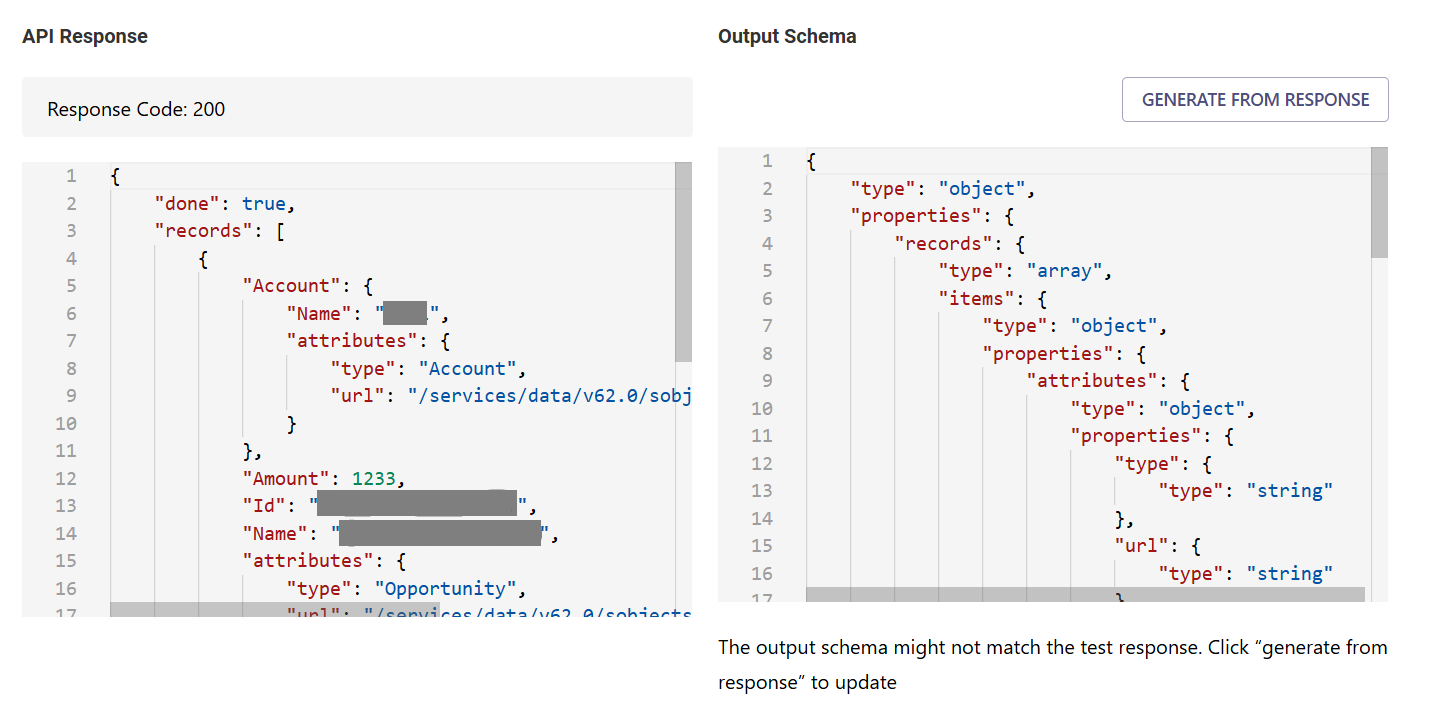 API Response
Response Code: 200
1 {
2 "done": true,
3 "records": [
4 {
5 "Account": {
6 "Name": " ",
7 "attributes": {
8 "type": "Account",
9 "url": "/services/data/v62.0/sobj
10 }
11 },
12 "Amount": 1233,
13 "Id": " ",
14 "Name": " ",
15 "attributes": {
16 "type": "Opportunity",
17 "url": "/services/data/v62.0/sobjects
Output Schema
GENERATE FROM RESPONSE
1 {
2 "type": "object",
3 "properties": {
4 "records": {
5 "type": "array",
6 "items": {
7 "type": "object",
8 "properties": {
9 "attributes": {
10 "type": "object",
11 "properties": {
12 "type": {
13 "type": "string"
14 },
15 "url": {
16 "type": "string"
17 }
The output schema might not match the test response. Click “generate from
response” to update